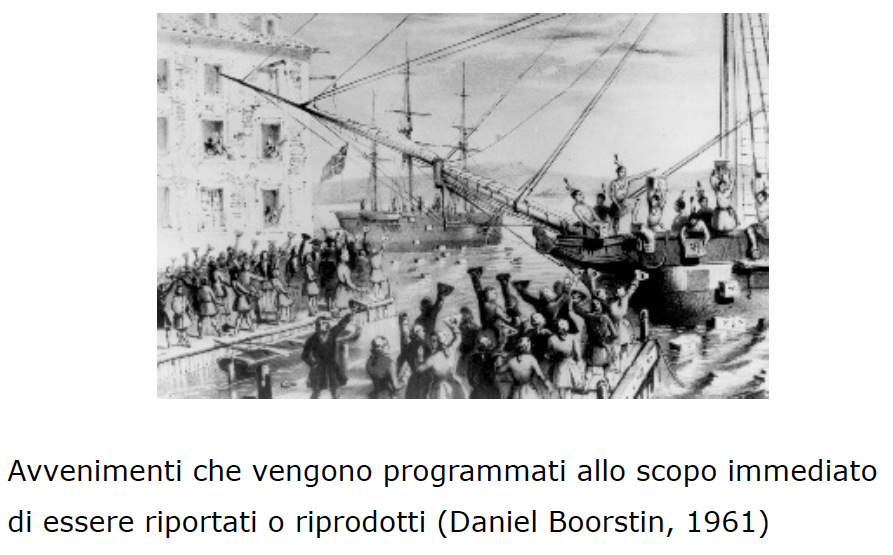 Avvenimenti che vengono programmati allo scopo immediato
di essere riportati o riprodotti (Daniel Boorstin, 1961)